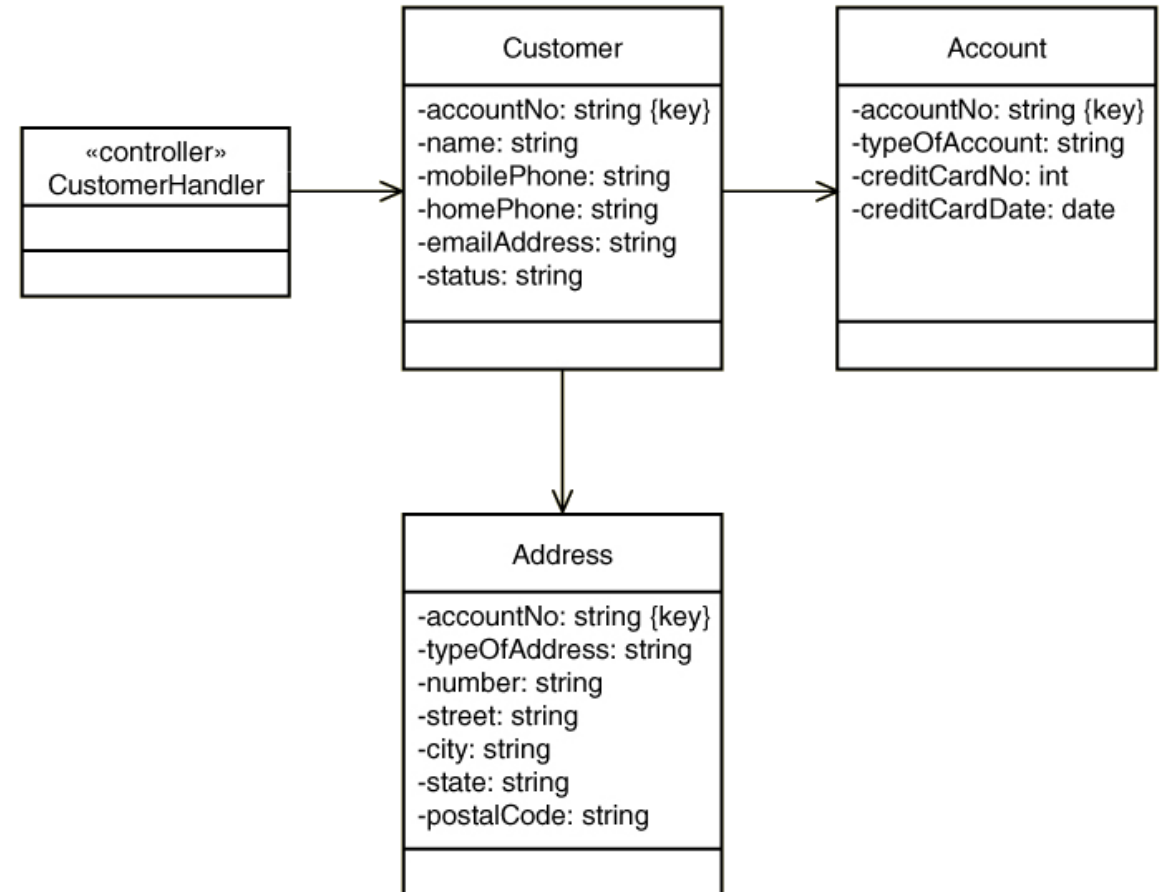 «controller»
CustomerHandler
Customer
-accountNo: string {key}
-name: string
-mobilePhone: string
-homePhone: string
-emailAddress: string
-status: string
Account
-accountNo: string {key}
-typeOfAccount: string
-creditCardNo: int
-creditCardDate: date
Address
-accountNo: string {key}
-typeOfAddress: string
-number: string
-street: string
-city: string
-state: string
-postalCode: string